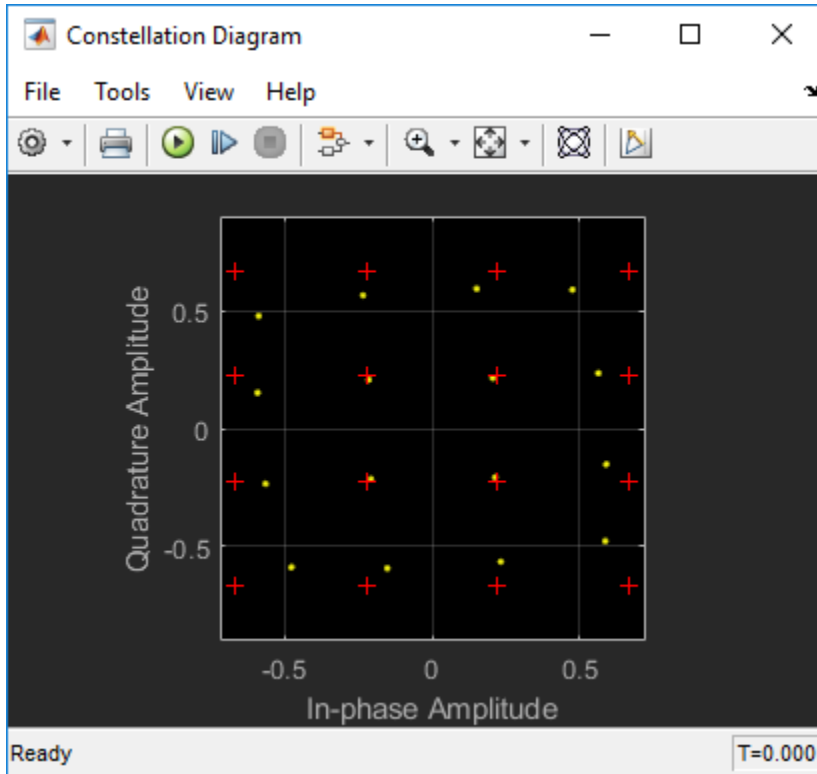 Constellation Diagram
File Tools View Help
0.5
0
-0.5
Quadrature Amplitude
-0.5 0 0.5
In-phase Amplitude
Ready T=0.000